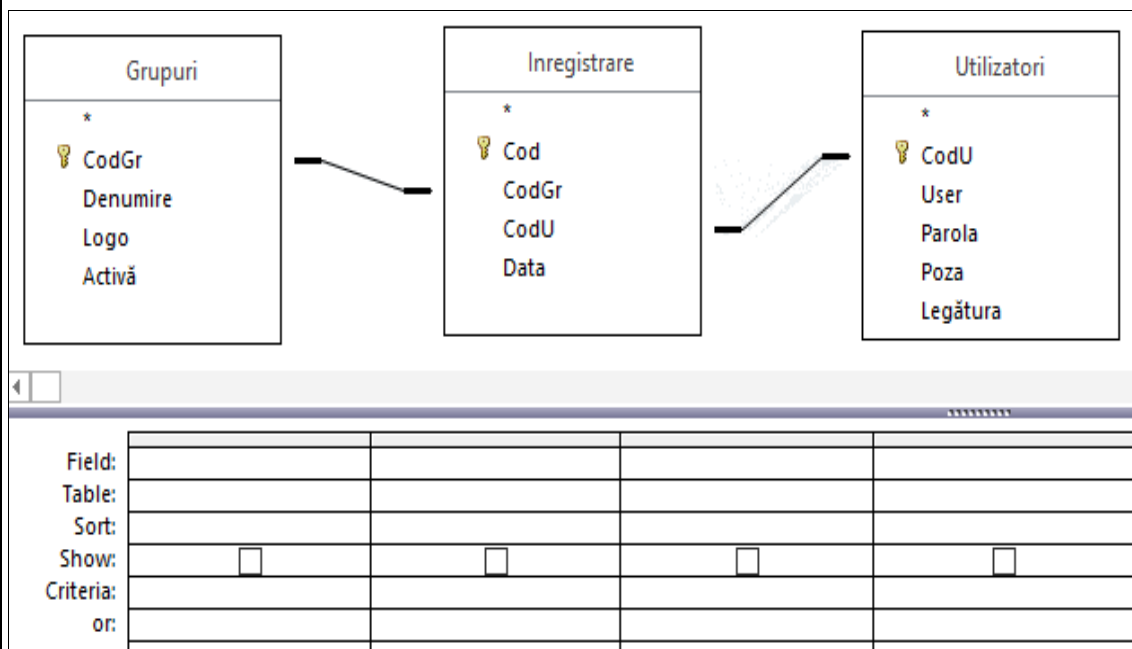 Grupuri
*
CodGr
Denumire
Logo
Activă
Inregistrare
*
Cod
CodGr
CodU
Data
Utilizatori
*
CodU
User
Parola
Poza
Legătura
Field:
Table:
Sort:
Show:
Criteria:
or: